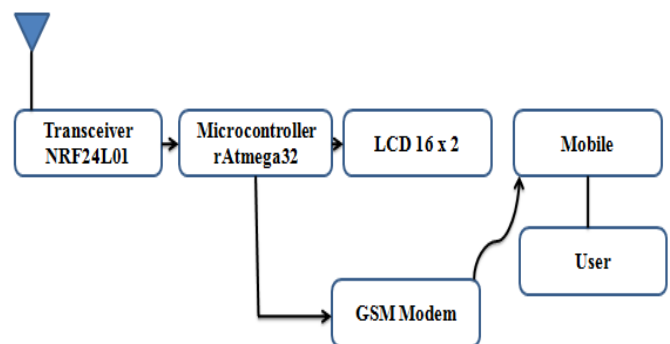 Transceiver
NRF24L01
Microcontroller
rAtmega32
LCD 16 x 2
Mobile
User
GSM Modem